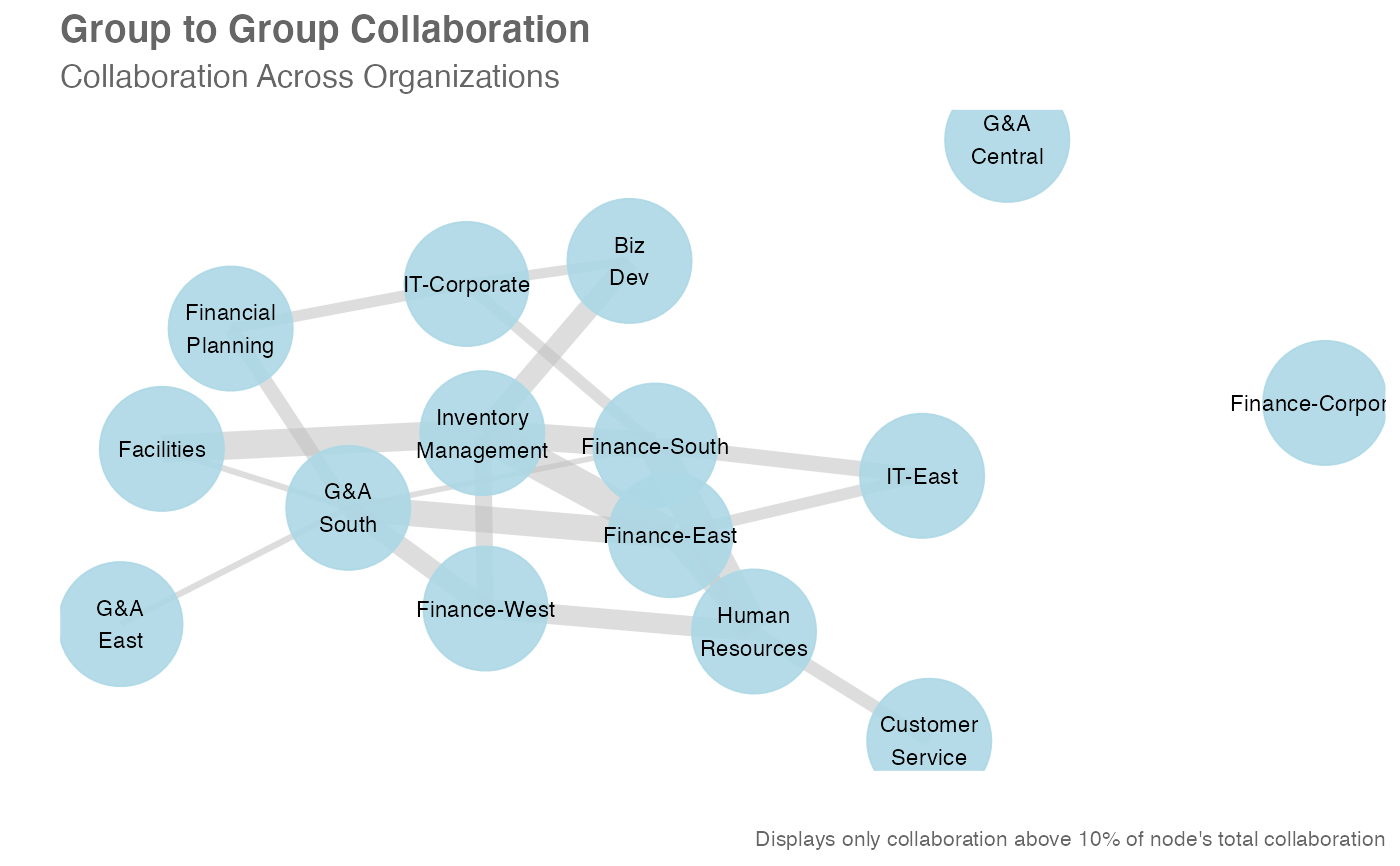 Group to Group Collaboration
Collaboration Across Organizations
G&A
Central
Biz
Dev
IT-Corporate
Financial
Planning
Finance-Corpor
Inventory
Management
Facilities
Finance-South
IT-East
G&A
South
Finance-East
G&A
East
Finance-West
Human
Resources
Customer
Service
Displays only collaboration above 10% of node's total collaboration